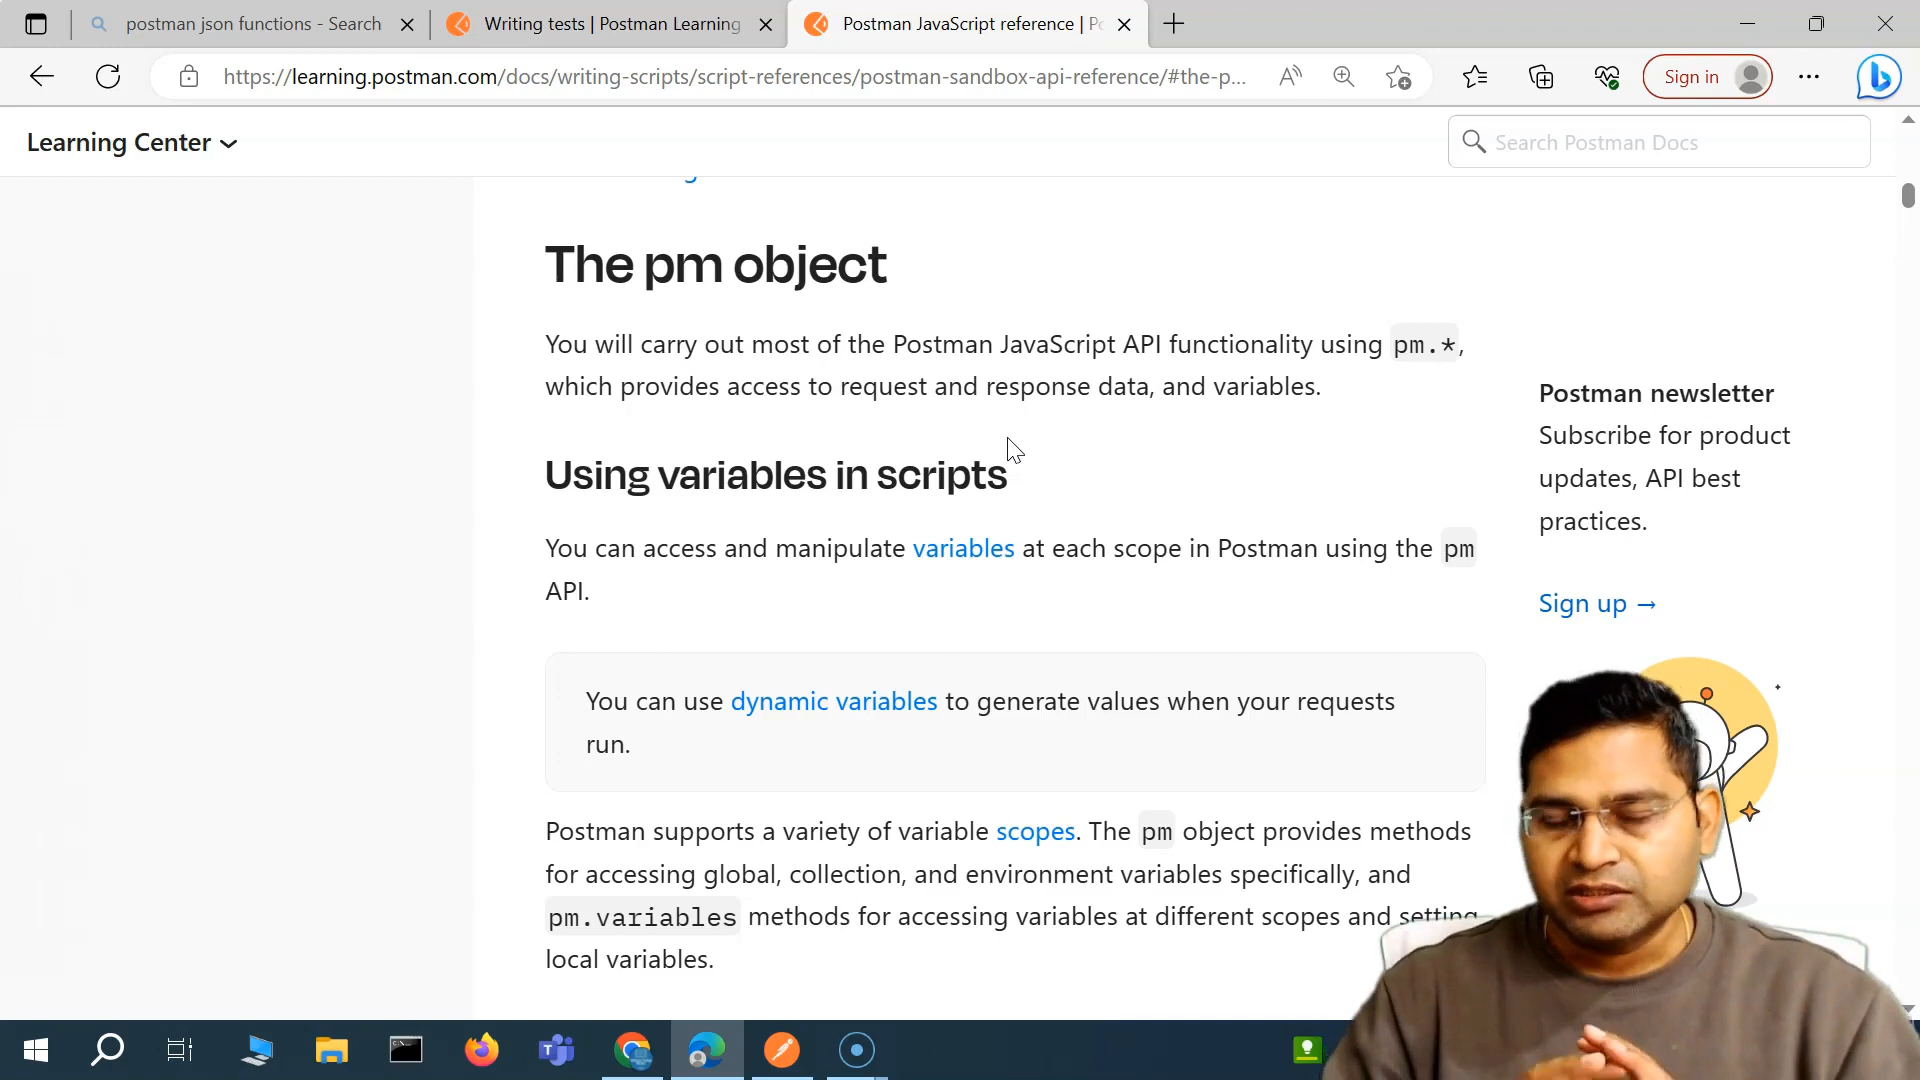 postman json functions - Search
Writing tests | Postman Learning
Postman JavaScript reference | Po
https://learning.postman.com/docs/writing-scripts/script-references/postman-sandbox-api-reference/#the-p...
Sign in
Learning Center
Search Postman Docs
The pm object
You will carry out most of the Postman JavaScript API functionality using pm.*,
which provides access to request and response data, and variables.
Using variables in scripts
You can access and manipulate variables at each scope in Postman using the pm
API.
You can use dynamic variables to generate values when your requests
run.
Postman supports a variety of variable scopes. The pm object provides methods
for accessing global, collection, and environment variables specifically, and
pm.variables methods for accessing variables at different scopes and setting
local variables.
Postman newsletter
Subscribe for product
updates, API best
practices.
Sign up →